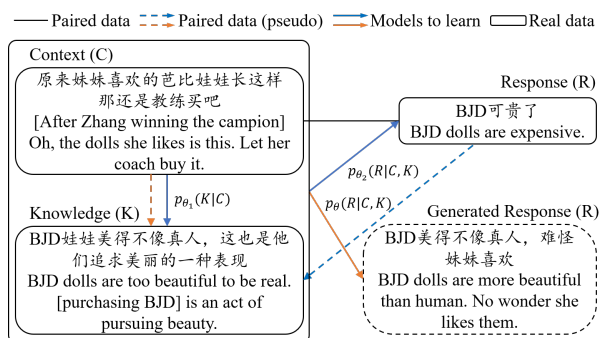 Paired data
Paired data (pseudo)
Models to learn
Real data
Context (C)
原来妹妹喜欢的芭比娃娃长这样
那还是教练买吧
[After Zhang winning the campion]
Oh, the dolls she likes is this. Let her
coach buy it.
Response (R)
BJD可贵了
BJD dolls are expensive.
p_{θ_1}(K|C)
p_{θ_2}(R|C, K)
p_θ(R|C, K)
Knowledge (K)
BJD娃娃美得不像真人，这也是他
们追求美丽的一种表现
BJD dolls are too beautiful to be real.
[purchasing BJD] is an act of
pursuing beauty.
Generated Response (R)
BJD美得不像真人，难怪
妹妹喜欢
BJD dolls are more beautiful
than human. No wonder she
likes them.